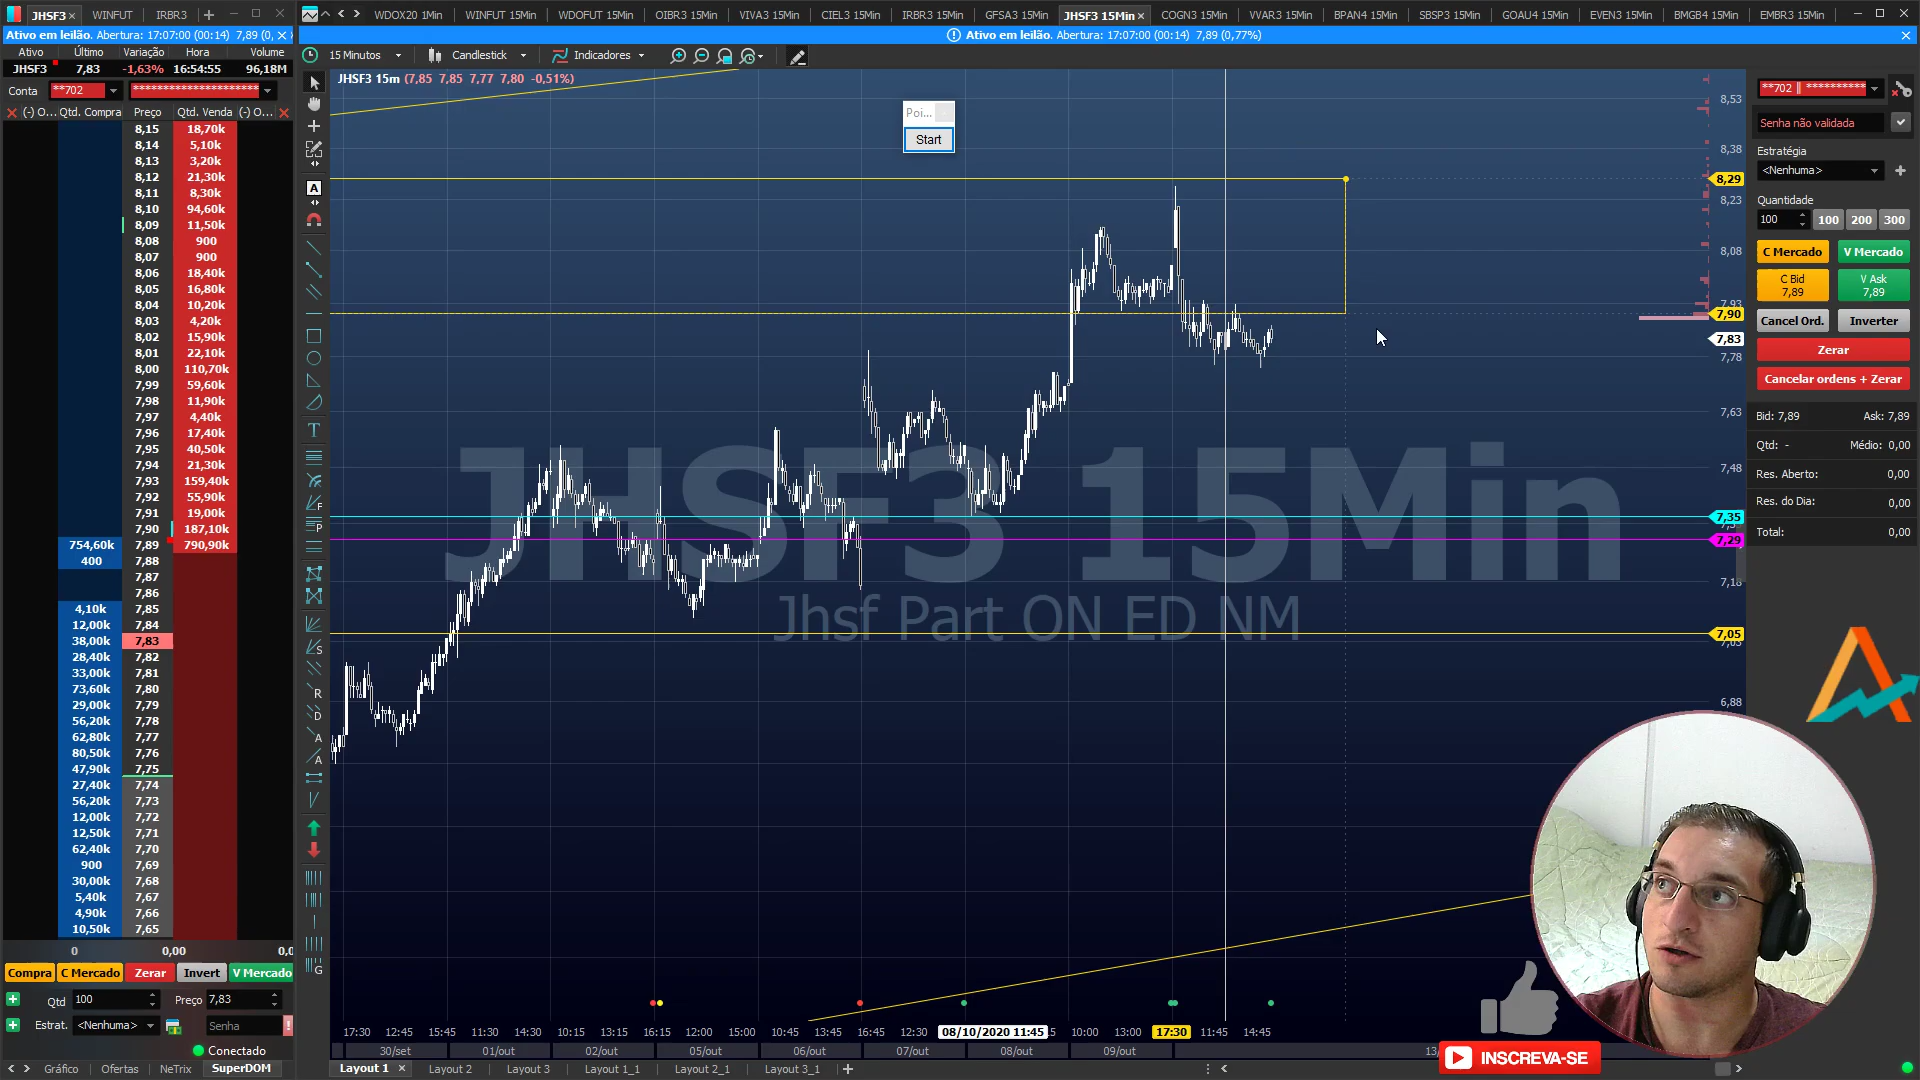 JHSF3 WINFUT IRBR3
Ativo em leilão. Abertura: 17:07:00 (00:14) 7,89 (0,
Ativo Último Variação Hora Volume
JHSF3 7,83 -1,63% 16:54:55 96,18M
Conta **702 **********************
(-) O... Qtd. Compra Preço Qtd. Venda (-) O...
8,15 18,70k
8,14 5,10k
8,13 3,20k
8,12 21,30k
8,11 8,30k
8,10 94,60k
8,09 11,50k
8,08 900
8,07 900
8,06 18,40k
8,05 16,80k
8,04 10,20k
8,03 4,20k
8,02 15,90k
8,01 22,10k
8,00 110,70k
7,99 59,60k
7,98 11,90k
7,97 4,40k
7,96 17,40k
7,95 40,50k
7,94 21,30k
7,93 159,40k
7,92 55,90k
7,91 19,00k
7,90 187,10k
754,60k 7,89 790,90k
400 7,88
7,87
7,86
4,10k 7,85
12,00k 7,84
38,00k 7,83
28,40k 7,82
33,00k 7,81
73,60k 7,80
29,00k 7,79
56,20k 7,78
62,80k 7,77
80,50k 7,76
47,90k 7,75
27,40k 7,74
56,20k 7,73
12,00k 7,72
12,50k 7,71
62,40k 7,70
900 7,69
30,00k 7,68
5,40k 7,67
4,90k 7,66
10,50k 7,65
0 0,00 0,0
Compra C Mercado Zerar Invert V Mercado
Qtd 100 Preço 7,83
Estrat. <Nenhuma> Senha
Conectado
Gráfico Ofertas NeTrix SuperDOM
WDOX20 1Min WINFUT 15Min WDOFUT 15Min OIBR3 15Min VIVA3 15Min CIEL3 15Min IRBR3 15Min GFSA3 15Min JHSF3 15Min COGN3 15Min VVAR3 15Min BPAN4 15Min SBSP3 15Min GOAU4 15Min EVEN3 15Min BMGB4 15Min EMBR3 15Min
Ativo em leilão. Abertura: 17:07:00 (00:14) 7,89 (0,77%)
15 Minutos Candlestick Indicadores
JHSF3 15m (7,85 7,85 7,77 7,80 -0,51%)
Poi...
Start
JHSF3 15Min
Jhsf Part ON ED NM
8,53
8,38
8,29
8,23
8,08
7,93
7,90
7,83
7,78
7,63
7,48
7,35
7,29
7,18
7,05
6,88
17:30 12:45 15:45 11:30 14:30 10:15 13:15 16:15 12:00 15:00 10:45 13:45 16:45 12:30 08/10/2020 11:45 10:00 13:00 17:30 11:45 14:45
30/set 01/out 02/out 05/out 06/out 07/out 08/out 09/out
Layout 1 Layout 2 Layout 3 Layout 1_1 Layout 2_1 Layout 3_1
**702 | **********
Senha não validada
Estratégia
<Nenhuma>
Quantidade
100 100 200 300
C Mercado V Mercado
C Bid V Ask
7,89 7,89
Cancel Ord. Inverter
Zerar
Cancelar ordens + Zerar
Bid: 7,89 Ask: 7,89
Qtd: - Médio: 0,00
Res. Aberto: 0,00
Res. do Dia: 0,00
Total: 0,00
INSCREVA-SE